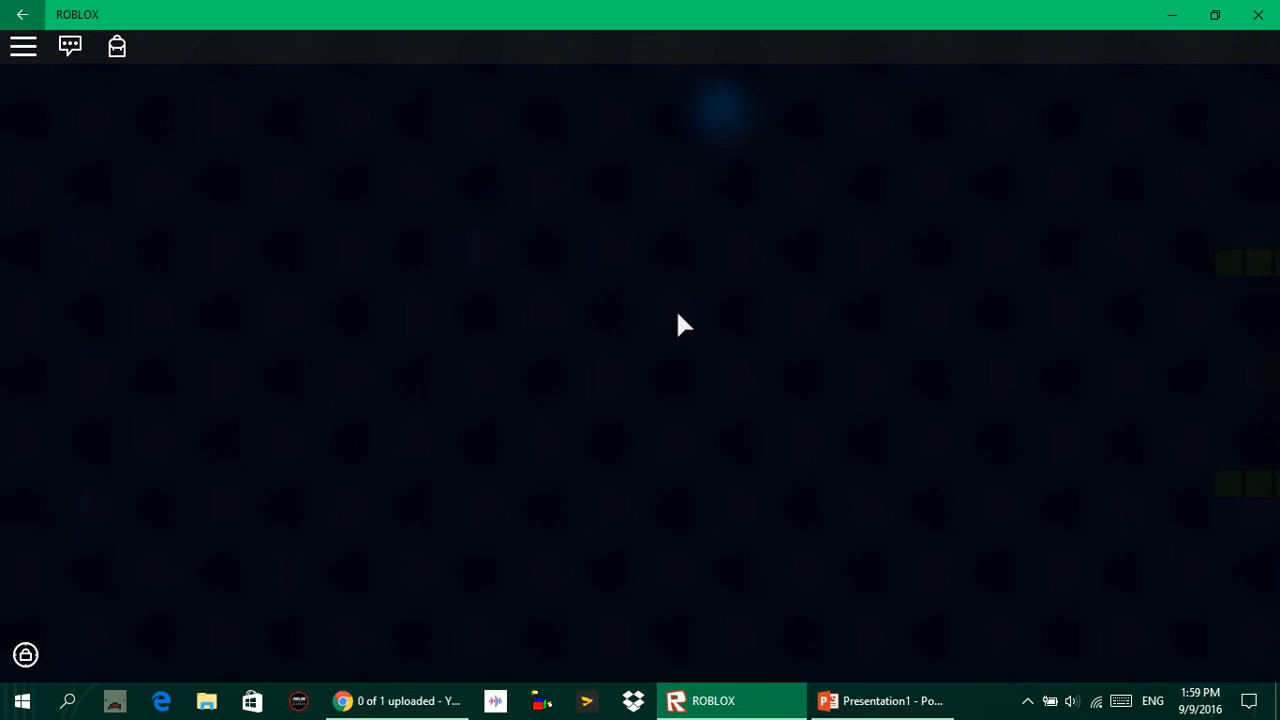 ROBLOX
0 of 1 uploaded - Y...
ROBLOX
Presentation1 - Po...
ENG
1:59 PM
9/9/2016